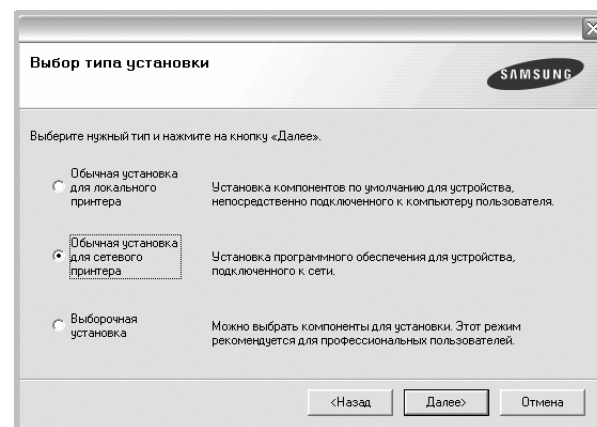 Выбор типа установки
SAMSUNG
Выберите нужный тип и нажмите на кнопку «Далее».
Обычная установка
для локального
принтера
Установка компонентов по умолчанию для устройства,
непосредственно подключенного к компьютеру пользователя.
Обычная установка
для сетевого
принтера
Установка программного обеспечения для устройства,
подключенного к сети.
Выборочная
установка
Можно выбрать компоненты для установки. Этот режим
рекомендуется для профессиональных пользователей.
<Назад
Далее>
Отмена